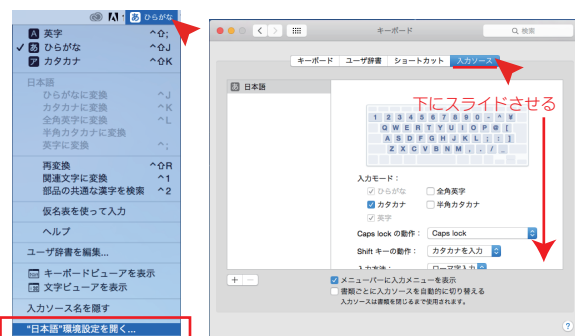 ひらがな
英字 ^⇧;
✓ ひらがな ^⇧J
カタカナ ^⇧K
日本語
ひらがなに変換 ^J
カタカナに変換 ^K
全角英字に変換 ^L
半角カタカナに変換
英字に変換 ^;
再変換 ^⇧R
関連文字に変換 ^1
部品の共通な漢字を検索 ^2
仮名表を使って入力
ヘルプ
ユーザ辞書を編集...
キーボードビューアを表示
文字ビューアを表示
入力ソース名を隠す
"日本語"環境設定を開く...
キーボード
検索
キーボード ユーザ辞書 ショートカット 入力ソース
あ 日本語
下にスライドさせる
1 2 3 4 5 6 7 8 9 0 - ^ ¥
Q W E R T Y U I O P @ [
A S D F G H J K L ; : ]
Z X C V B N M , . / _
入力モード：
ひらがな 全角英字
カタカナ 半角カタカナ
英字
Caps lock の動作： Caps lock
Shift キーの動作： カタカナを入力
入力方法： ローマ字入力
+ −
メニューバーに入力メニューを表示
書類ごとに入力ソースを自動的に切り替える
入力ソースは書類を閉じるまで使用されます。
?